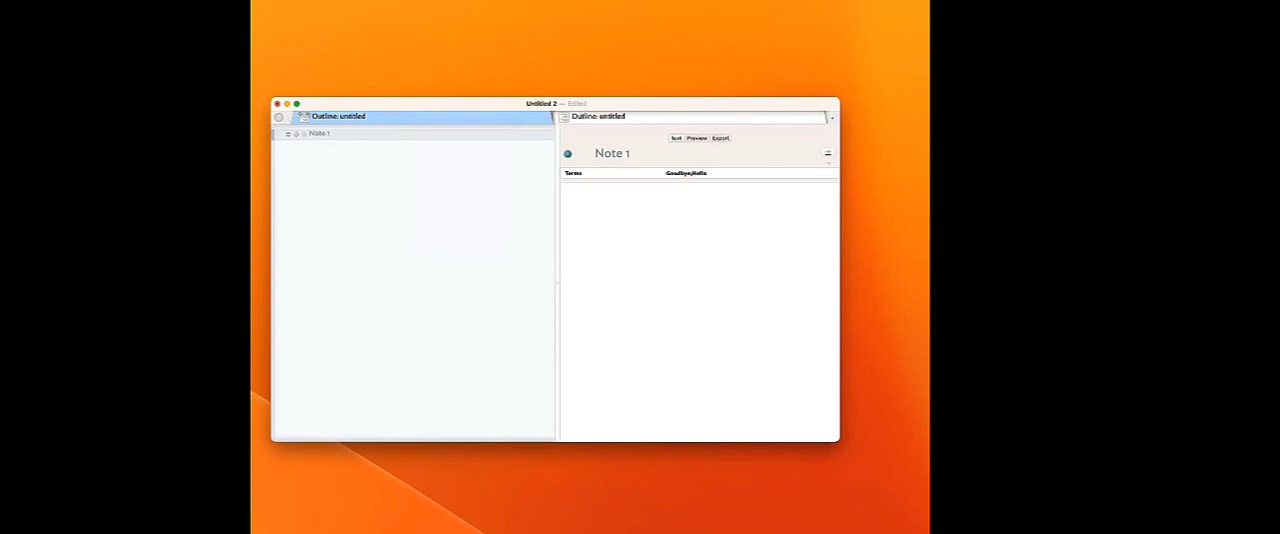 Untitled 2 — Edited
Outline: untitled
Outline: untitled
Note 1
Text Preview Export
Note 1
Terms Goodbye;Hello